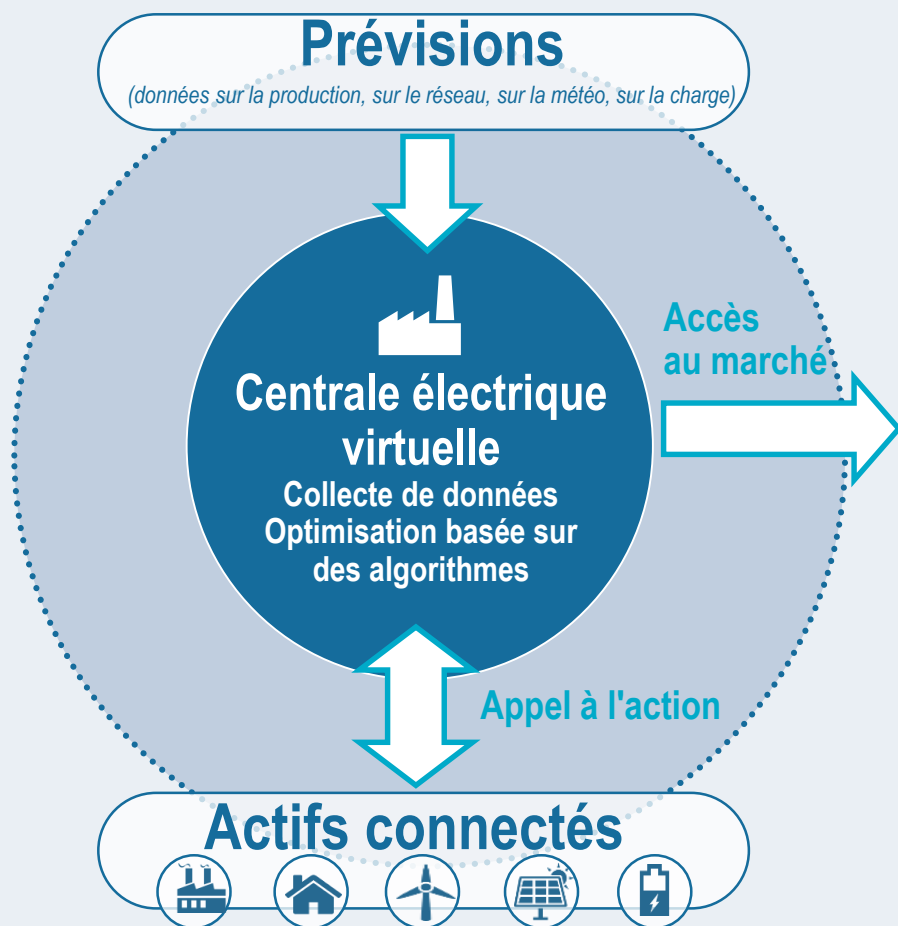 Prévisions
(données sur la production, sur le réseau, sur la météo, sur la charge)
Accès
au marché
Centrale électrique
virtuelle
Collecte de données
Optimisation basée sur
des algorithmes
Appel à l'action
Actifs connectés